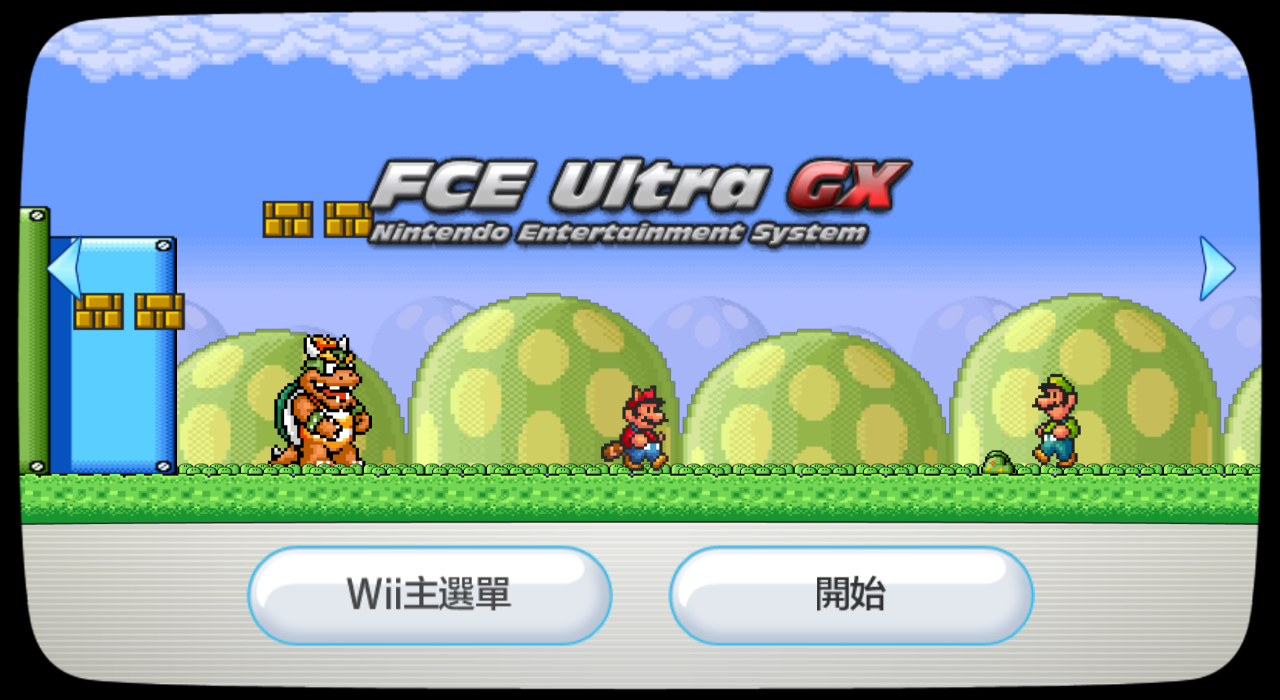 FCE Ultra GX
Nintendo Entertainment System
Wii主選單
開始